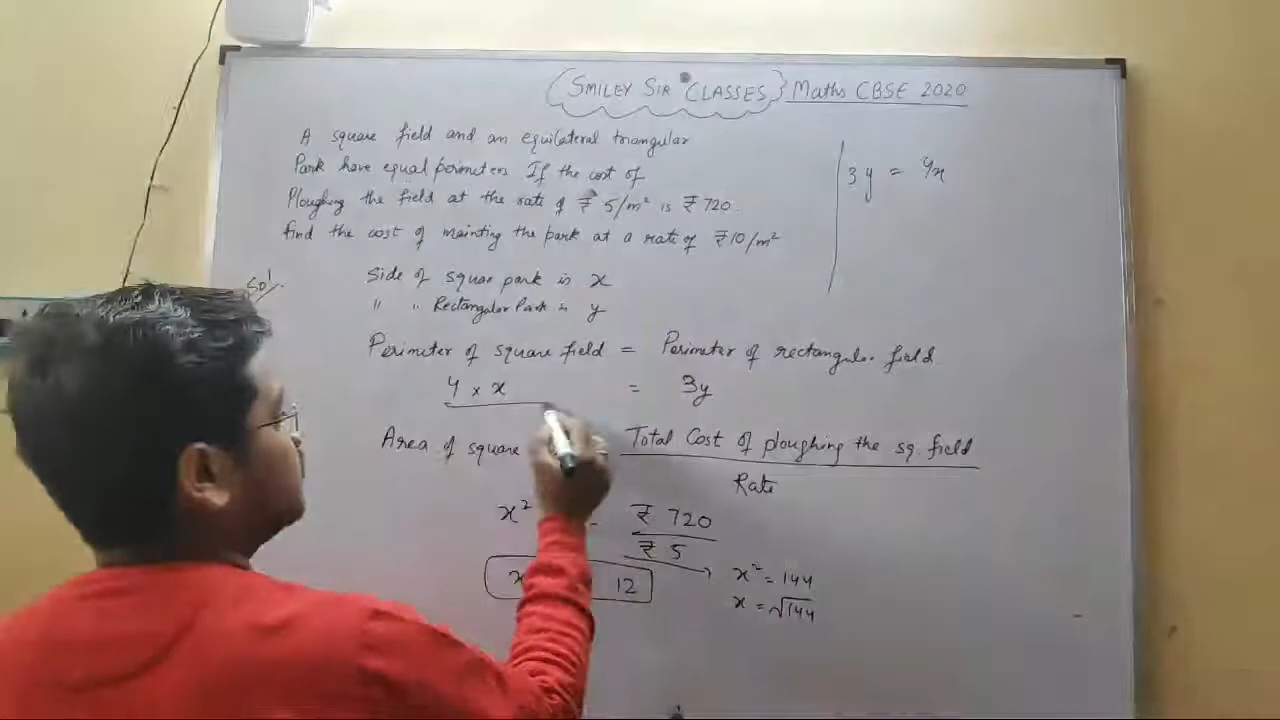 SMILEY SIR CLASSES Maths CBSE 2020
A square field and an equilateral triangular
Park have equal perimeters If the cost of
Ploughing the field at the rate of ₹ 5/m² is ₹ 720.
find the cost of mainting the park at a rate of ₹10/m²
3y = 4x
Sol.
Side of squar park is x
" " Rectangular Park is y
Perimeter of square field = Perimeter of rectangular field
4 × x = 3y
Area of square Total Cost of ploughing the sq. field
Rate
x² = ₹ 720
₹ 5
x 12
x² = 144
x = √144